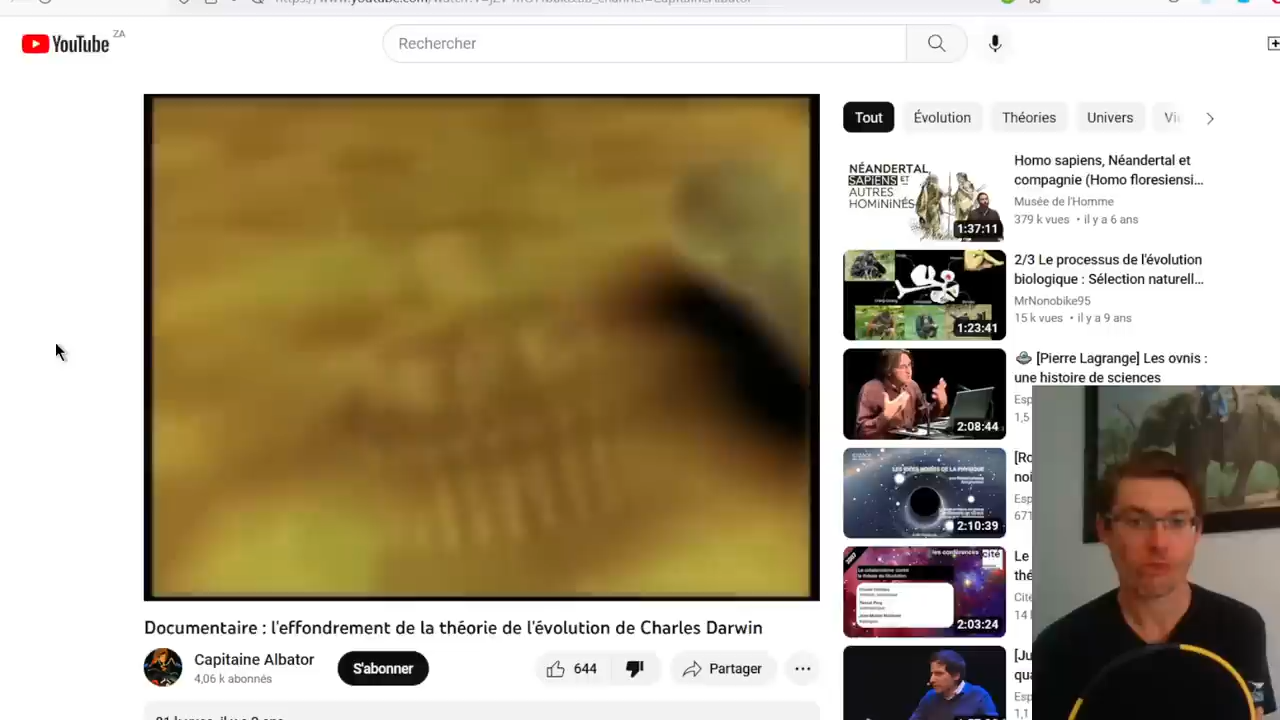 YouTube ZA
Rechercher
Tout
Évolution
Théories
Univers
NÉANDERTAL,
SAPIENS ET
AUTRES
HOMININÉS
1:37:11
Homo sapiens, Néandertal et
compagnie (Homo floresiensi...
Musée de l'Homme
379 k vues • il y a 6 ans
1:23:41
2/3 Le processus de l'évolution
biologique : Sélection naturell...
MrNonobike95
15 k vues • il y a 9 ans
2:08:44
[Pierre Lagrange] Les ovnis :
une histoire de sciences
2:10:39
les conférences cité
2:03:24
Le
Documentaire : l'effondrement de la théorie de l'évolution de Charles Darwin
Capitaine Albator
4,06 k abonnés
S'abonner
644
Partager